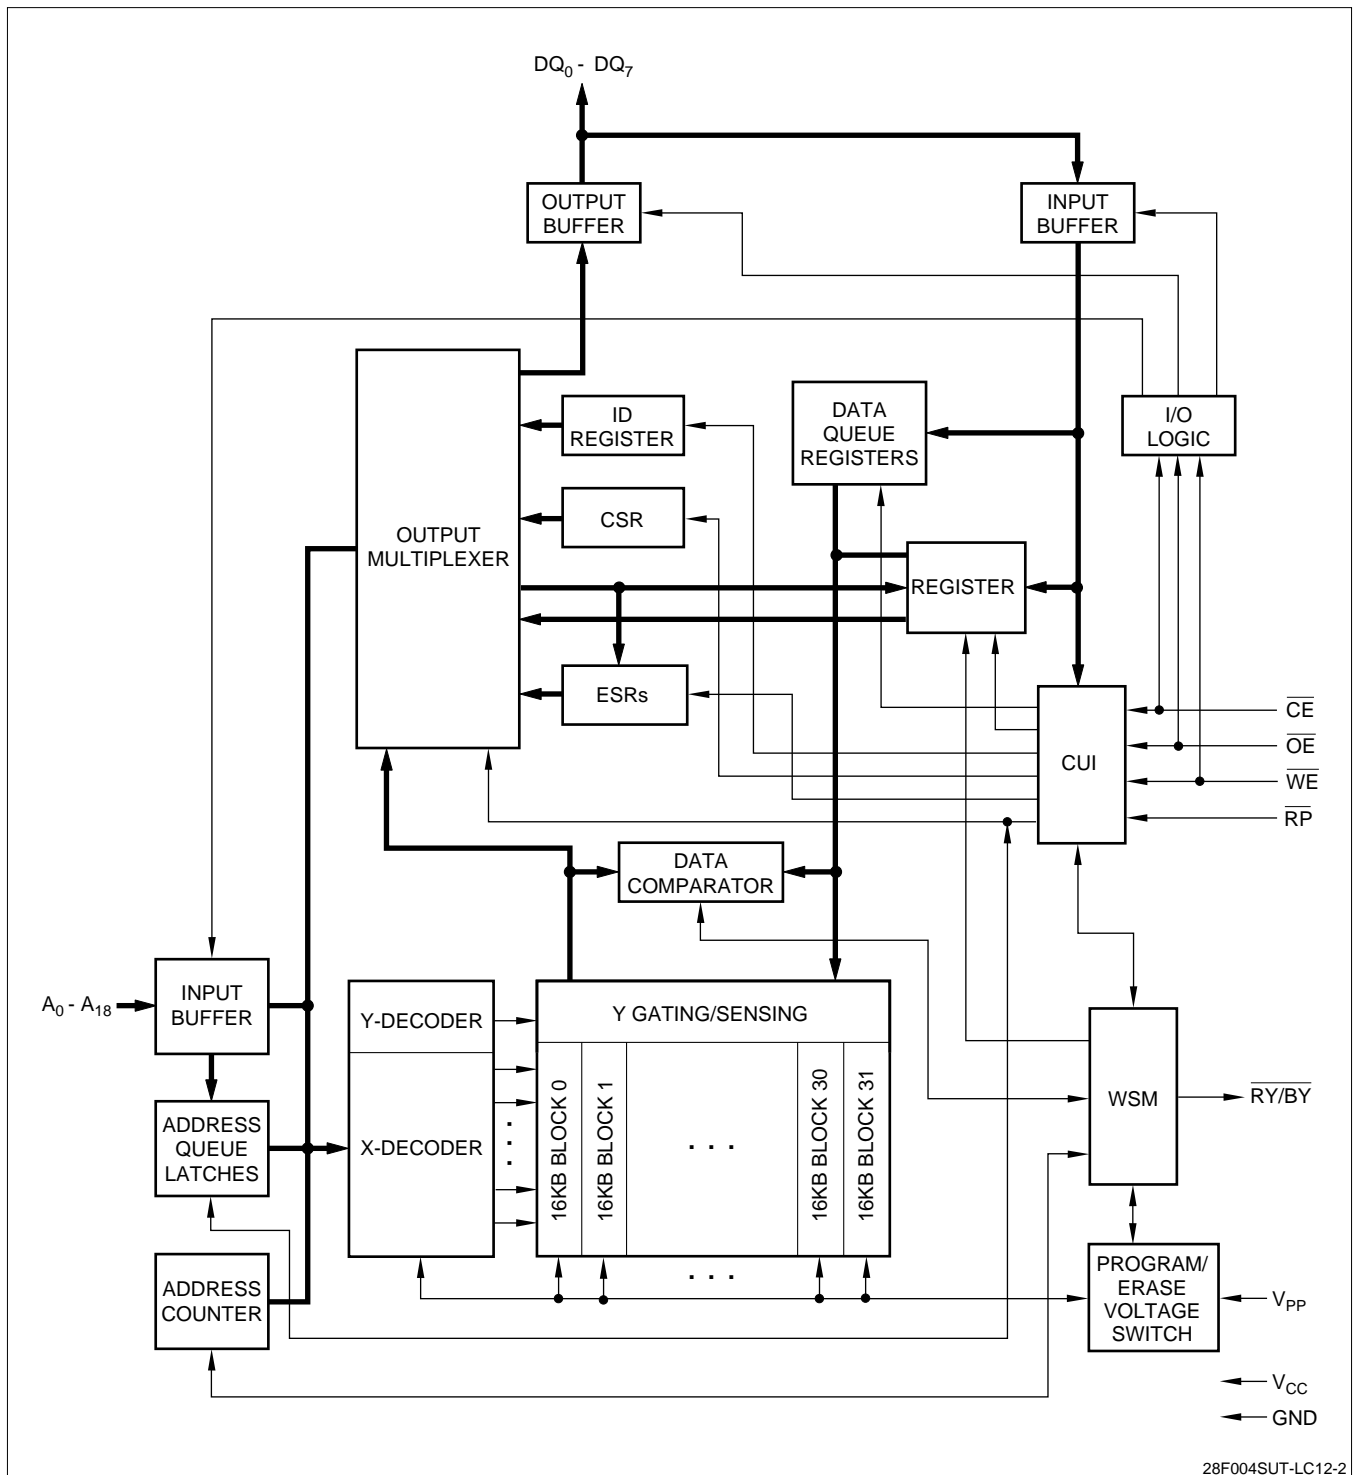 DQ0 - DQ7
OUTPUT
BUFFER
INPUT
BUFFER
OUTPUT
MULTIPLEXER
ID
REGISTER
CSR
ESRs
DATA
QUEUE
REGISTERS
REGISTER
I/O
LOGIC
CUI
CE
OE
WE
RP
DATA
COMPARATOR
A0 - A18
INPUT
BUFFER
ADDRESS
QUEUE
LATCHES
ADDRESS
COUNTER
Y-DECODER
X-DECODER
Y GATING/SENSING
16KB BLOCK 0
16KB BLOCK 1
. . .
16KB BLOCK 30
16KB BLOCK 31
. . .
WSM
RY/BY
PROGRAM/
ERASE
VOLTAGE
SWITCH
VPP
VCC
GND
28F004SUT-LC12-2